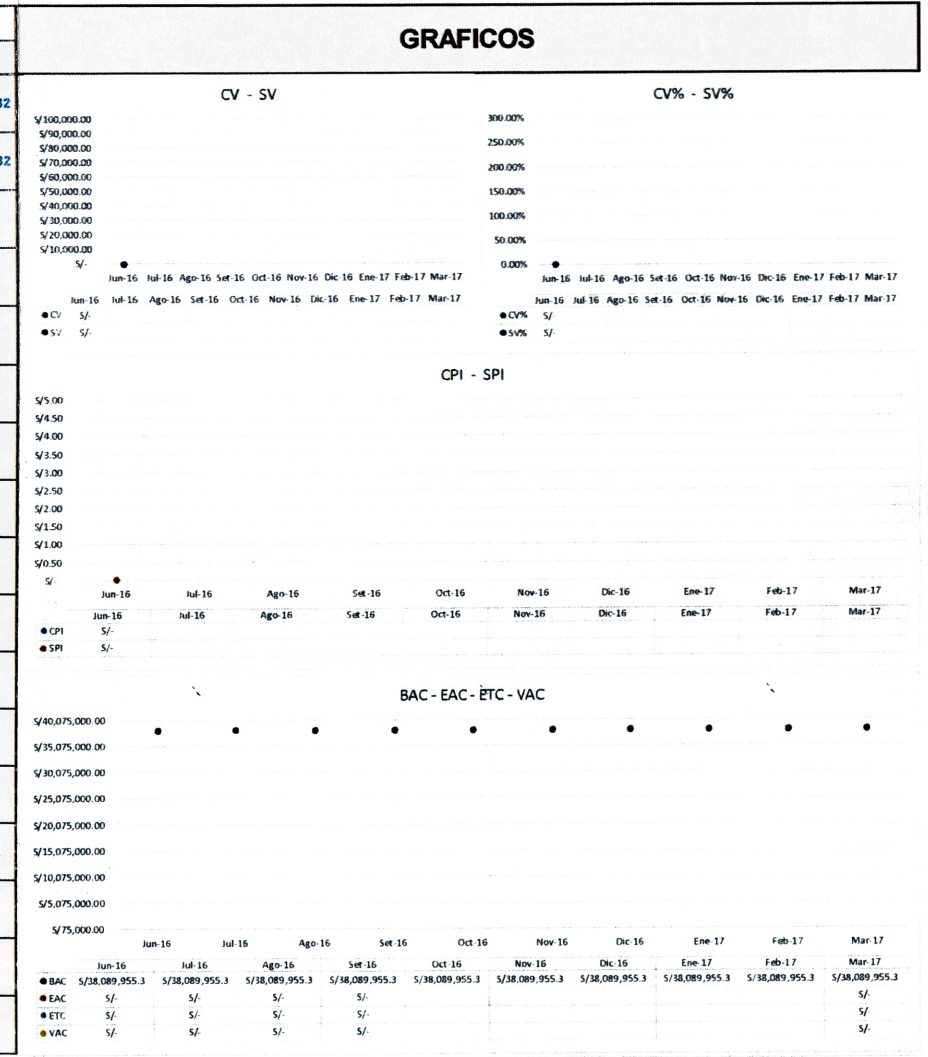 GRAFICOS
32
32
CV - SV
S/100,000.00
S/90,000.00
S/80,000.00
S/70,000.00
S/60,000.00
S/50,000.00
S/40,000.00
S/30,000.00
S/20,000.00
S/10,000.00
S/-
Jun-16 Jul-16 Ago-16 Set-16 Oct-16 Nov-16 Dic-16 Ene-17 Feb-17 Mar-17
Jun-16 Jul-16 Ago-16 Set-16 Oct-16 Nov-16 Dic-16 Ene-17 Feb-17 Mar-17
CV S/-
SV S/-
CV% - SV%
300.00%
250.00%
200.00%
150.00%
100.00%
50.00%
0.00%
Jun-16 Jul-16 Ago-16 Set-16 Oct-16 Nov-16 Dic-16 Ene-17 Feb-17 Mar-17
Jun-16 Jul-16 Ago-16 Set-16 Oct-16 Nov-16 Dic-16 Ene-17 Feb-17 Mar-17
CV% S/-
SV% S/-
CPI - SPI
S/5.00
S/4.50
S/4.00
S/3.50
S/3.00
S/2.50
S/2.00
S/1.50
S/1.00
S/0.50
S/-
Jun-16 Jul-16 Ago-16 Set-16 Oct-16 Nov-16 Dic-16 Ene-17 Feb-17 Mar-17
Jun-16 Jul-16 Ago-16 Set-16 Oct-16 Nov-16 Dic-16 Ene-17 Feb-17 Mar-17
CPI S/-
SPI S/-
BAC - EAC - ETC - VAC
S/40,075,000.00
S/35,075,000.00
S/30,075,000.00
S/25,075,000.00
S/20,075,000.00
S/15,075,000.00
S/10,075,000.00
S/5,075,000.00
S/75,000.00
Jun-16 Jul-16 Ago-16 Set-16 Oct-16 Nov-16 Dic-16 Ene-17 Feb-17 Mar-17
Jun-16 Jul-16 Ago-16 Set-16 Oct-16 Nov-16 Dic-16 Ene-17 Feb-17 Mar-17
BAC S/38,089,955.3 S/38,089,955.3 S/38,089,955.3 S/38,089,955.3 S/38,089,955.3 S/38,089,955.3 S/38,089,955.3 S/38,089,955.3 S/38,089,955.3 S/38,089,955.3
EAC S/- S/- S/- S/- S/-
ETC S/- S/- S/- S/- S/-
VAC S/- S/- S/- S/- S/-